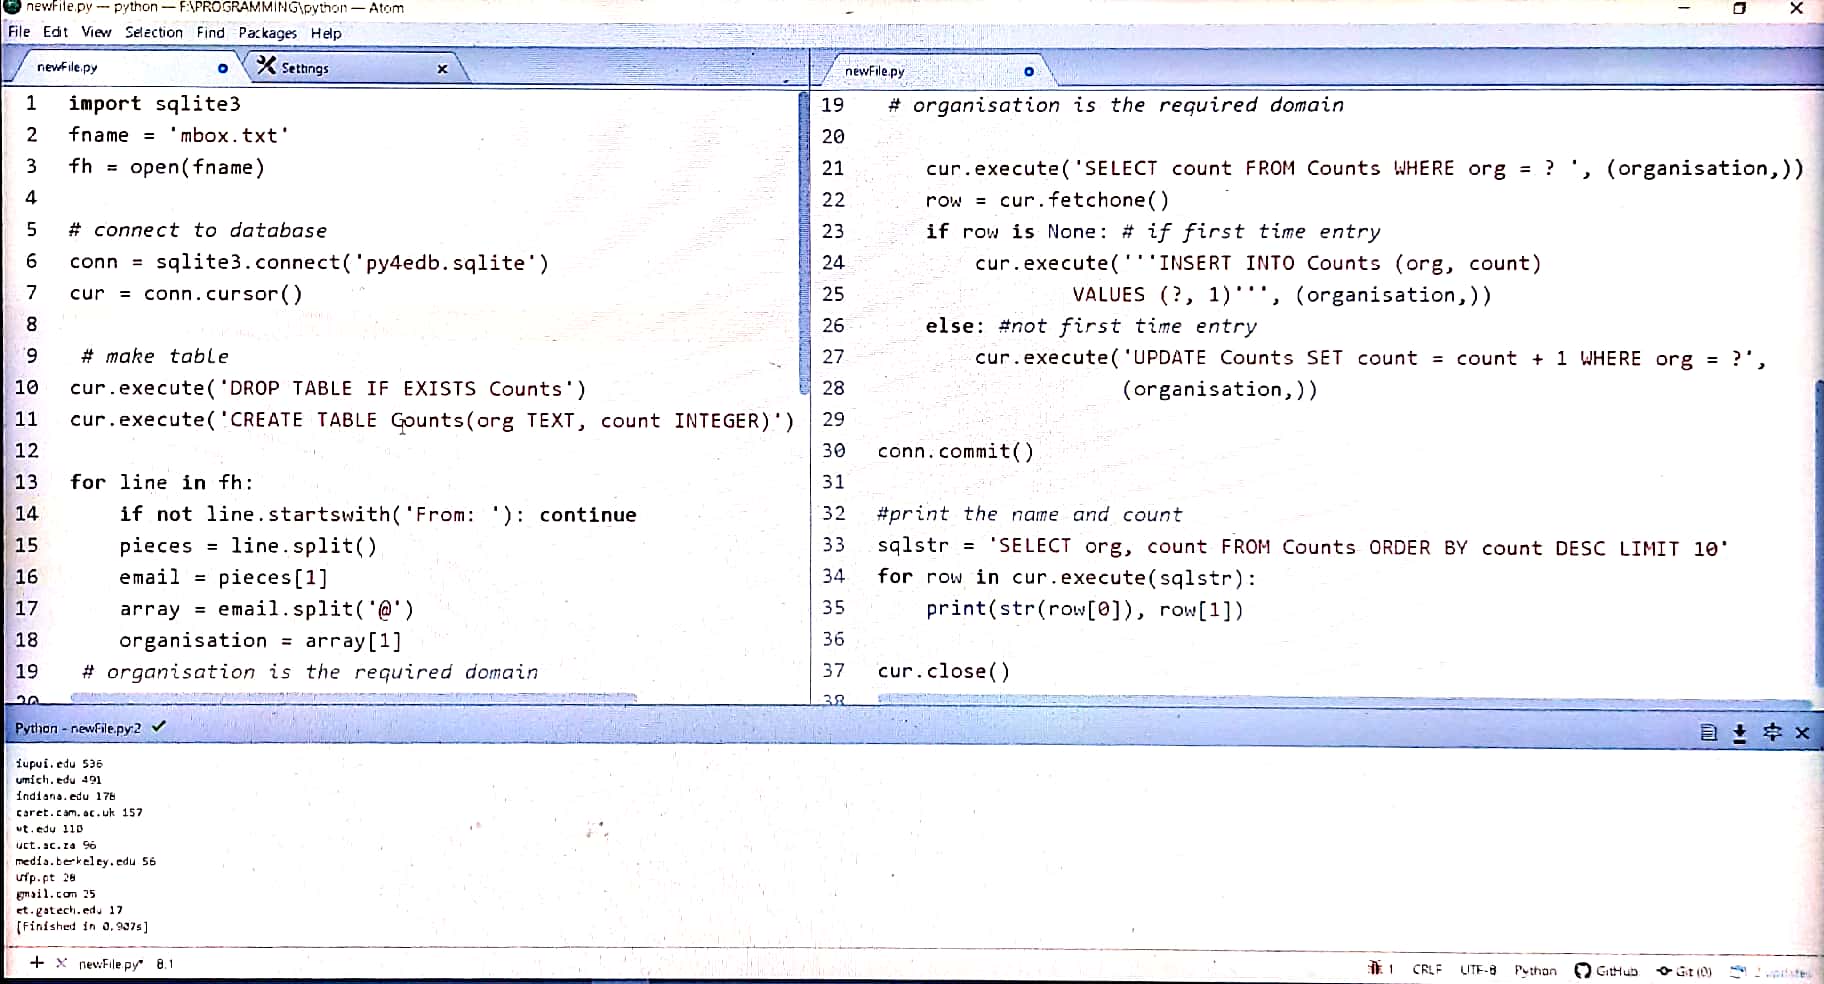 newFile.py — python — F:\PROGRAMMING\python — Atom
File Edit View Selection Find Packages Help
newFile.py
Settings
1 import sqlite3
2 fname = 'mbox.txt'
3 fh = open(fname)
4
5 # connect to database
6 conn = sqlite3.connect('py4edb.sqlite')
7 cur = conn.cursor()
8
9 # make table
10 cur.execute('DROP TABLE IF EXISTS Counts')
11 cur.execute('CREATE TABLE Counts(org TEXT, count INTEGER)')
12
13 for line in fh:
14 if not line.startswith('From: '): continue
15 pieces = line.split()
16 email = pieces[1]
17 array = email.split('@')
18 organisation = array[1]
19 # organisation is the required domain
20
newFile.py
19 # organisation is the required domain
20
21 cur.execute('SELECT count FROM Counts WHERE org = ? ', (organisation,))
22 row = cur.fetchone()
23 if row is None: # if first time entry
24 cur.execute('''INSERT INTO Counts (org, count)
25 VALUES (?, 1)''', (organisation,))
26 else: #not first time entry
27 cur.execute('UPDATE Counts SET count = count + 1 WHERE org = ?',
28 (organisation,))
29
30 conn.commit()
31
32 #print the name and count
33 sqlstr = 'SELECT org, count FROM Counts ORDER BY count DESC LIMIT 10'
34 for row in cur.execute(sqlstr):
35 print(str(row[0]), row[1])
36
37 cur.close()
38
Python - newFile.py:2
iupui.edu 536
umich.edu 491
indiana.edu 178
caret.cam.ac.uk 157
vt.edu 110
uct.ac.za 96
media.berkeley.edu 56
ufp.pt 28
gmail.com 25
et.gatech.edu 17
[Finished in 0.907s]
newFile.py* 8:1
1 CRLF UTF-8 Python GitHub Git (0) 2 updates